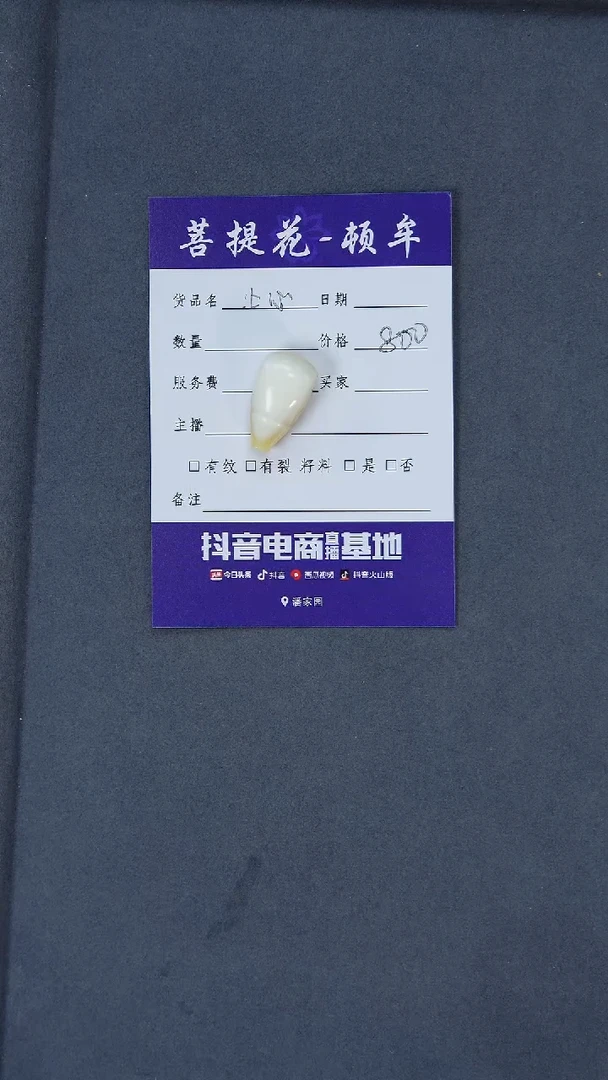 菩提花-顿牟
货品名 日期
数量 价格 800
服务费 买家
主播
□有纹 □有裂 籽料 □是 □否
备注
抖音电商直播基地
今日头条 抖音 西瓜视频 抖音火山版
潘家园